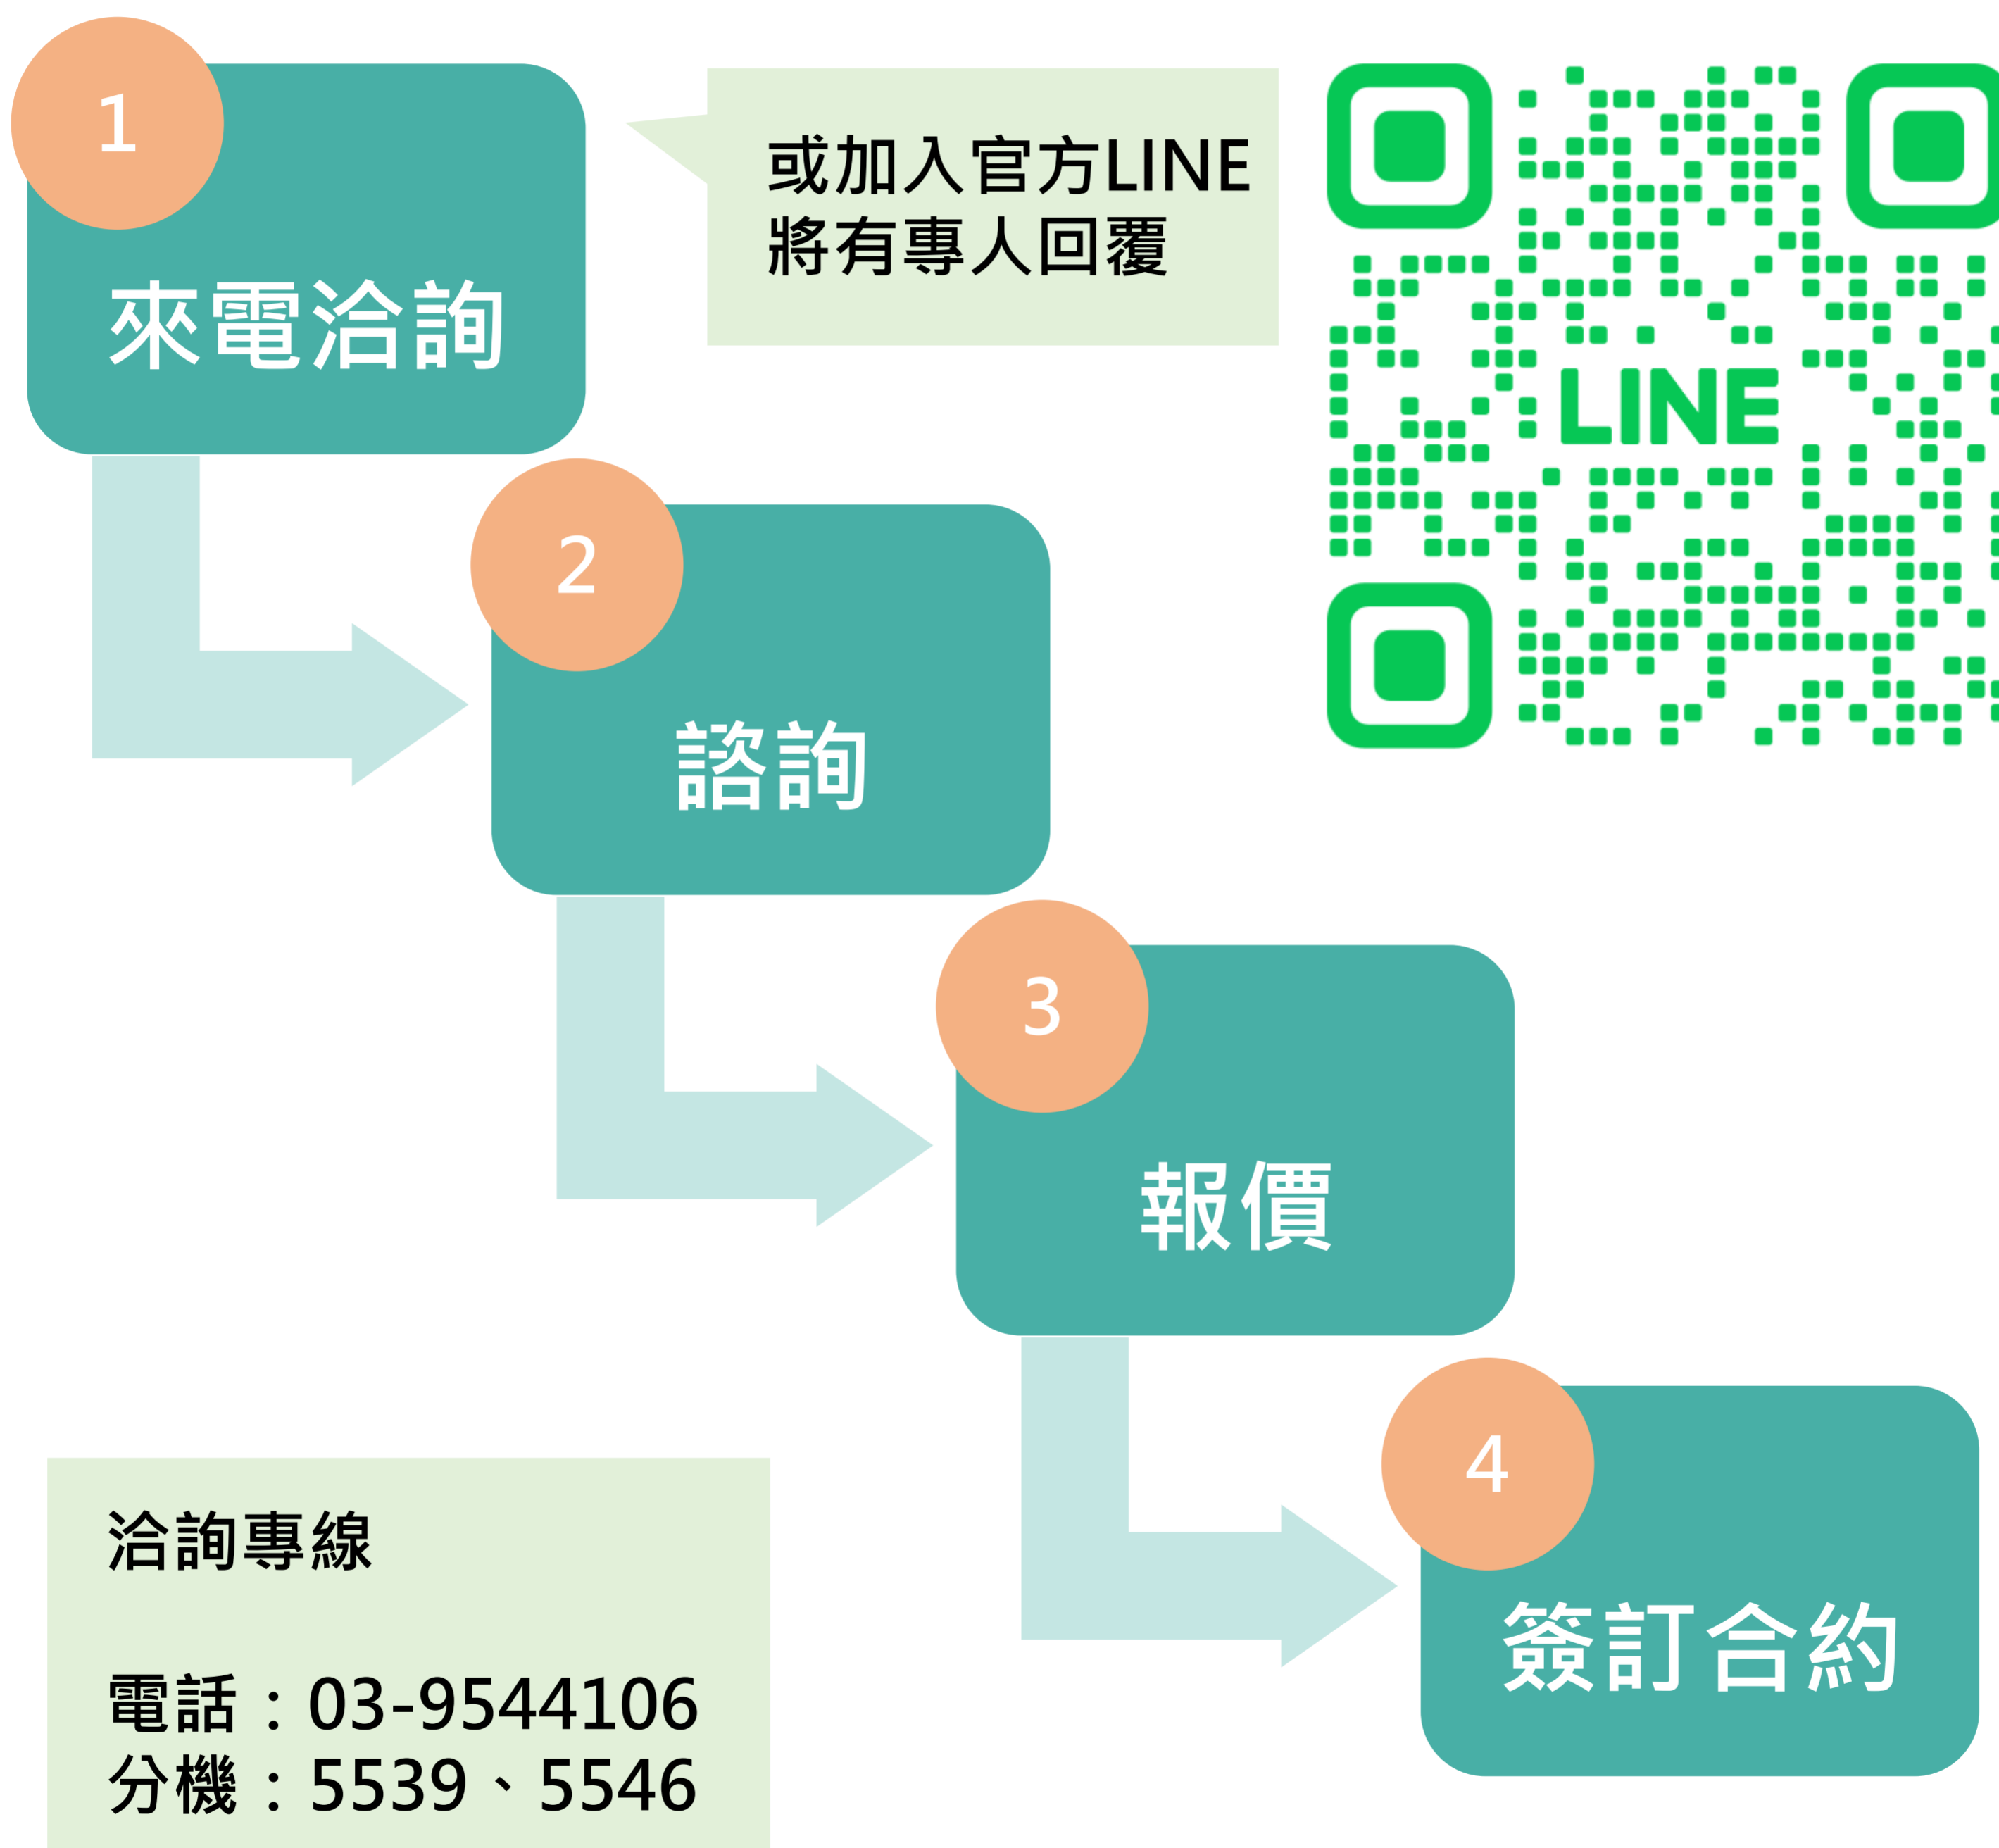 1
來電洽詢
或加入官方LINE
將有專人回覆
LINE
2
諮詢
3
報價
4
簽訂合約
洽詢專線
電話：03-9544106
分機：5539、5546